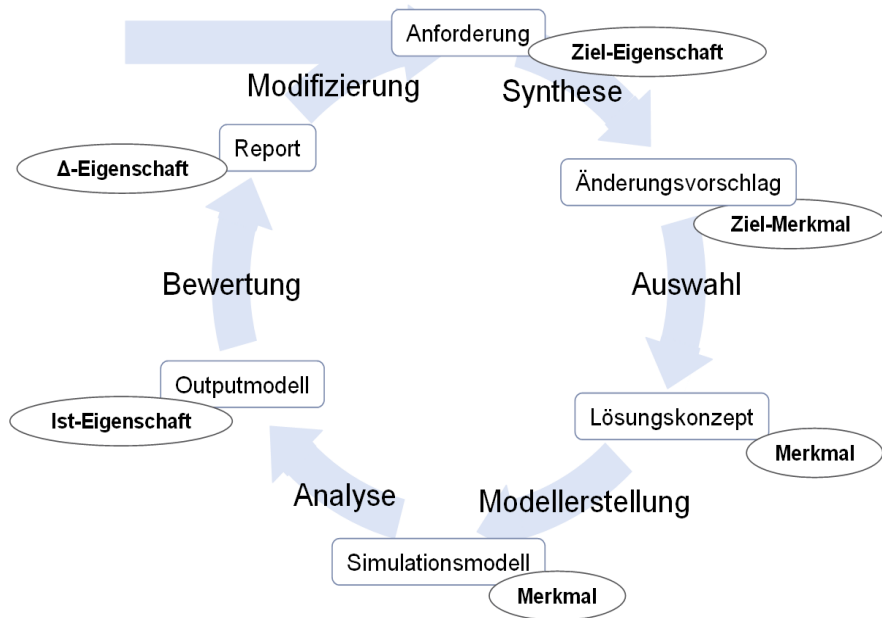 Anforderung
Ziel-Eigenschaft
Modifizierung
Synthese
Report
Δ-Eigenschaft
Änderungsvorschlag
Ziel-Merkmal
Bewertung
Auswahl
Outputmodell
Ist-Eigenschaft
Lösungskonzept
Merkmal
Analyse
Modellerstellung
Simulationsmodell
Merkmal